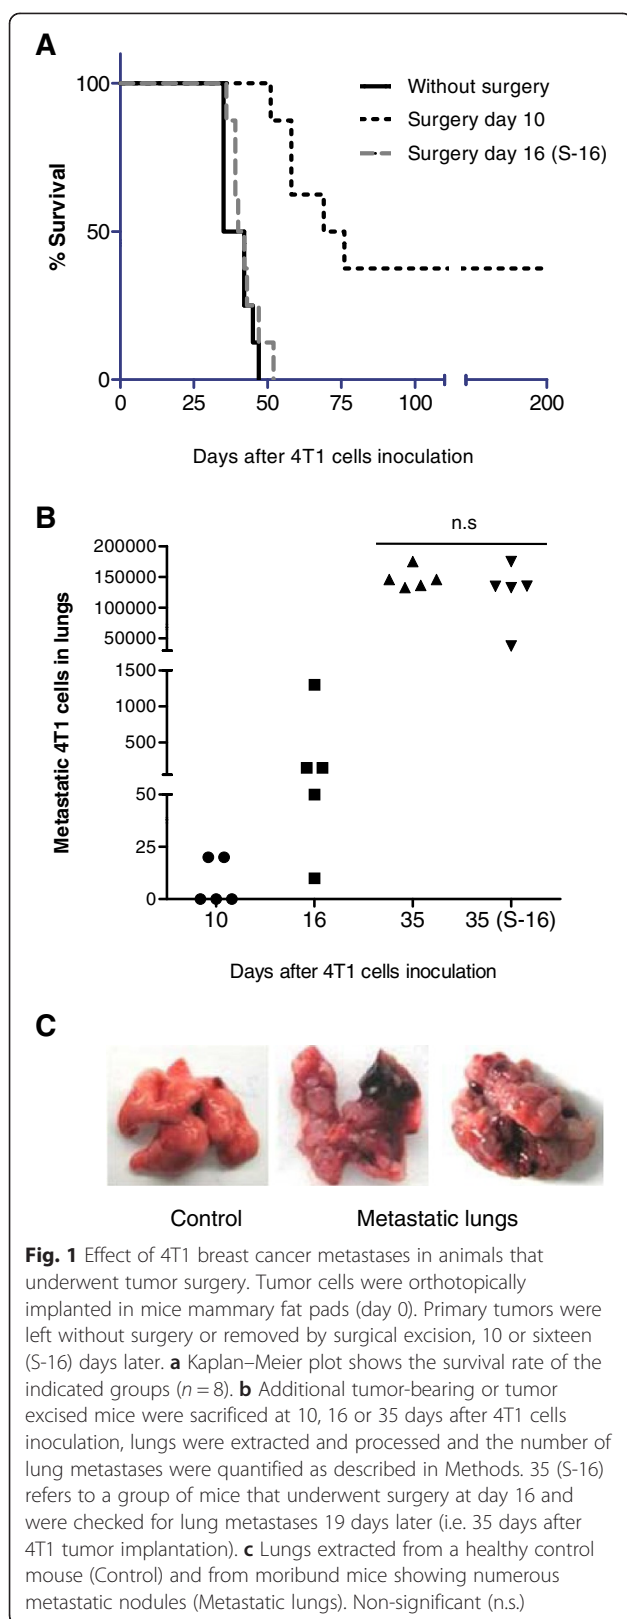 A
100
50
0
% Survival
Without surgery
Surgery day 10
Surgery day 16 (S-16)
0 25 50 75 100 200
Days after 4T1 cells inoculation
B
n.s
200000
150000
100000
50000
1500
1000
500
50
25
0
Metastatic 4T1 cells in lungs
10 16 35 35 (S-16)
Days after 4T1 cells inoculation
C
Control Metastatic lungs
Fig. 1 Effect of 4T1 breast cancer metastases in animals that
underwent tumor surgery. Tumor cells were orthotopically
implanted in mice mammary fat pads (day 0). Primary tumors were
left without surgery or removed by surgical excision, 10 or sixteen
(S-16) days later. a Kaplan–Meier plot shows the survival rate of the
indicated groups (n = 8). b Additional tumor-bearing or tumor
excised mice were sacrificed at 10, 16 or 35 days after 4T1 cells
inoculation, lungs were extracted and processed and the number of
lung metastases were quantified as described in Methods. 35 (S-16)
refers to a group of mice that underwent surgery at day 16 and
were checked for lung metastases 19 days later (i.e. 35 days after
4T1 tumor implantation). c Lungs extracted from a healthy control
mouse (Control) and from moribund mice showing numerous
metastatic nodules (Metastatic lungs). Non-significant (n.s.)